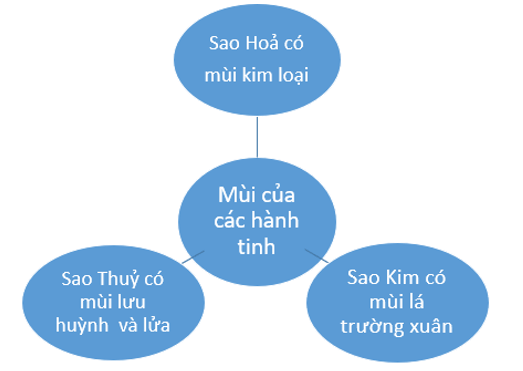 Sao Hoả có
mùi kim loại
Mùi của
các hành
tinh
Sao Thuỷ có
mùi lưu
huỳnh  và lửa
Sao Kim có
mùi lá
trường xuân